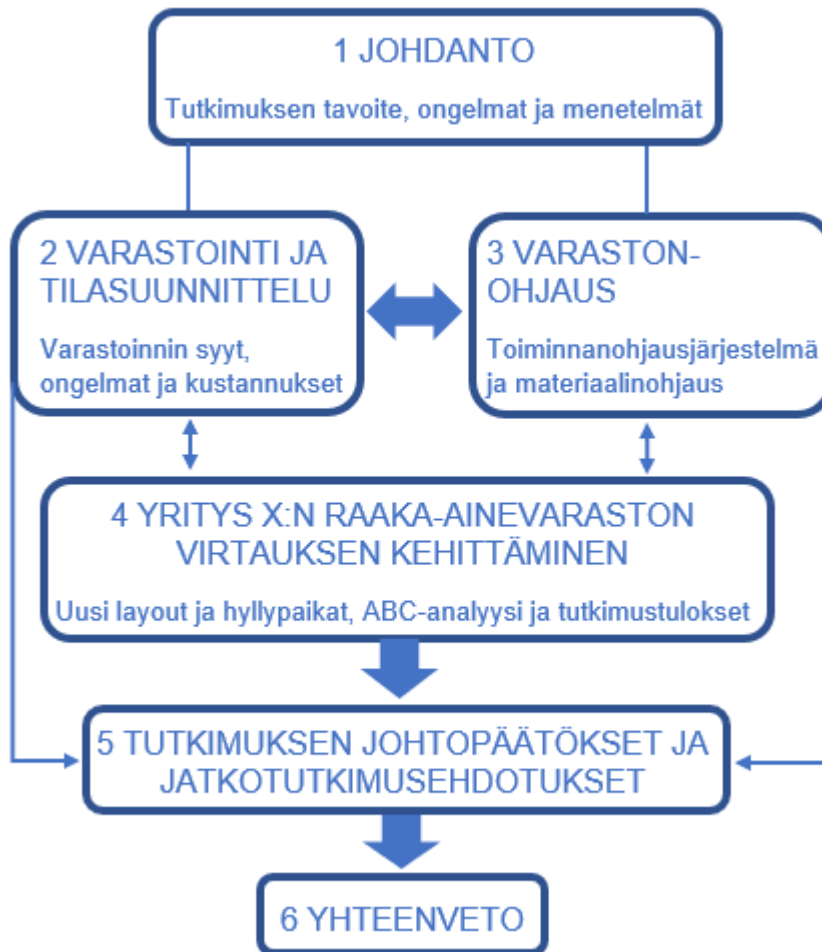 1 JOHDANTO
Tutkimuksen tavoite, ongelmat ja menetelmät
2 VARASTOINTI JA
TILASUUNNITTELU
Varastoinnin syyt,
ongelmat ja kustannukset
3 VARASTON-
OHJAUS
Toiminnanohjausjärjestelmä
ja materiaalinohjaus
4 YRITYS X:N RAAKA-AINEVARASTON
VIRTAUKSEN KEHITTÄMINEN
Uusi layout ja hyllypaikat, ABC-analyysi ja tutkimustulokset
5 TUTKIMUKSEN JOHTOPÄÄTÖKSET JA
JATKOTUTKIMUSEHDOTUKSET
6 YHTEENVETO